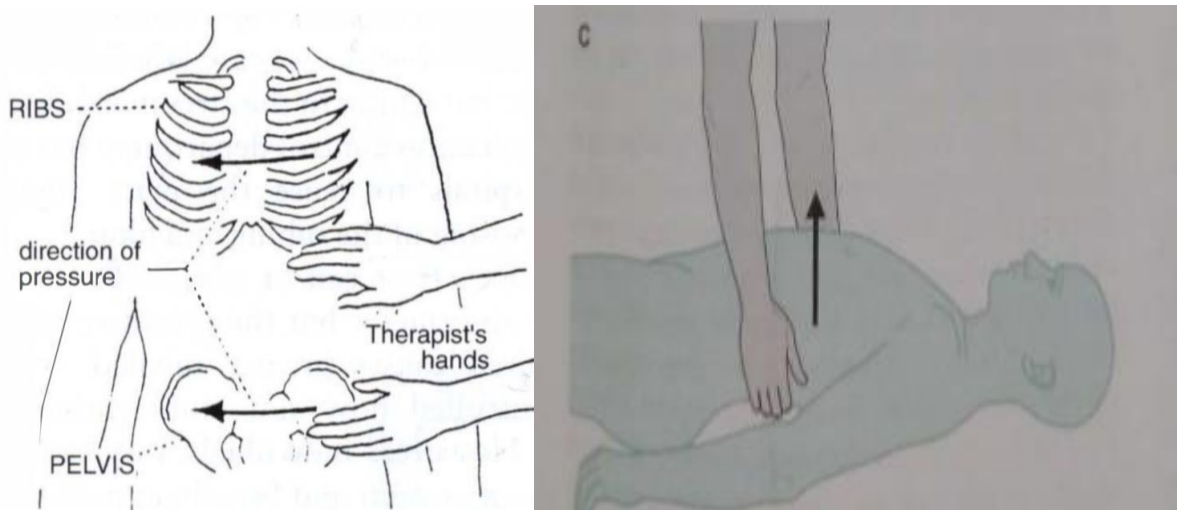 RIBS
direction of
pressure
Therapist's
hands
PELVIS
C